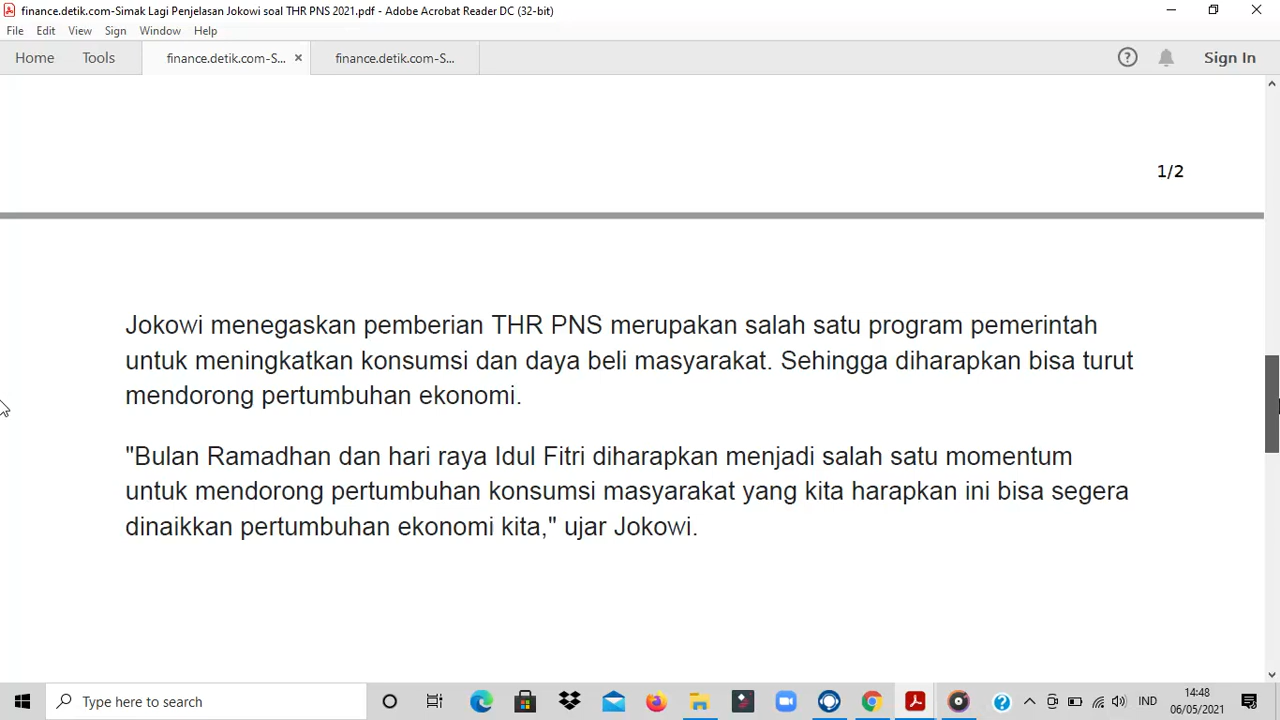 finance.detik.com-Simak Lagi Penjelasan Jokowi soal THR PNS 2021.pdf - Adobe Acrobat Reader DC (32-bit)
File Edit View Sign Window Help
Home Tools finance.detik.com-S... × finance.detik.com-S... Sign In
1/2
Jokowi menegaskan pemberian THR PNS merupakan salah satu program pemerintah
untuk meningkatkan konsumsi dan daya beli masyarakat. Sehingga diharapkan bisa turut
mendorong pertumbuhan ekonomi.
"Bulan Ramadhan dan hari raya Idul Fitri diharapkan menjadi salah satu momentum
untuk mendorong pertumbuhan konsumsi masyarakat yang kita harapkan ini bisa segera
dinaikkan pertumbuhan ekonomi kita," ujar Jokowi.
Type here to search
IND
14:48
06/05/2021